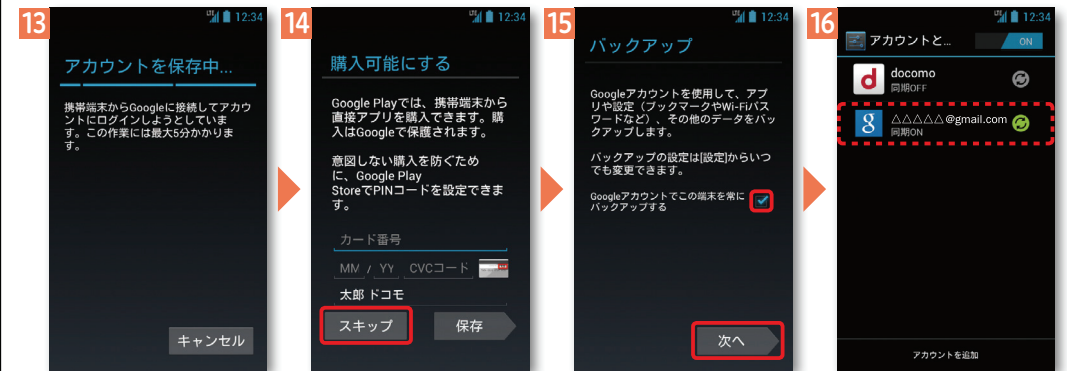 13
LTE 12:34
アカウントを保存中...
携帯端末からGoogleに接続してアカウ
ントにログインしようとしていま
す。この作業には最大5分かかりま
す。
キャンセル
14
LTE 12:34
購入可能にする
Google Playでは、携帯端末から
直接アプリを購入できます。購
入はGoogleで保護されます。
意図しない購入を防ぐため
に、Google Play
StoreでPINコードを設定できま
す。
カード番号
MM / YY CVCコード
太郎 ドコモ
スキップ 保存
15
LTE 12:34
バックアップ
Googleアカウントを使用して、アプ
リや設定（ブックマークやWi-Fiパス
ワードなど）、その他のデータをバッ
クアップします。
バックアップの設定は[設定]からいつ
でも変更できます。
Googleアカウントでこの端末を常に
バックアップする
次へ
16
LTE 12:34
アカウントと... ON
d docomo
同期OFF
g △△△△△@gmail.com
同期ON
アカウントを追加